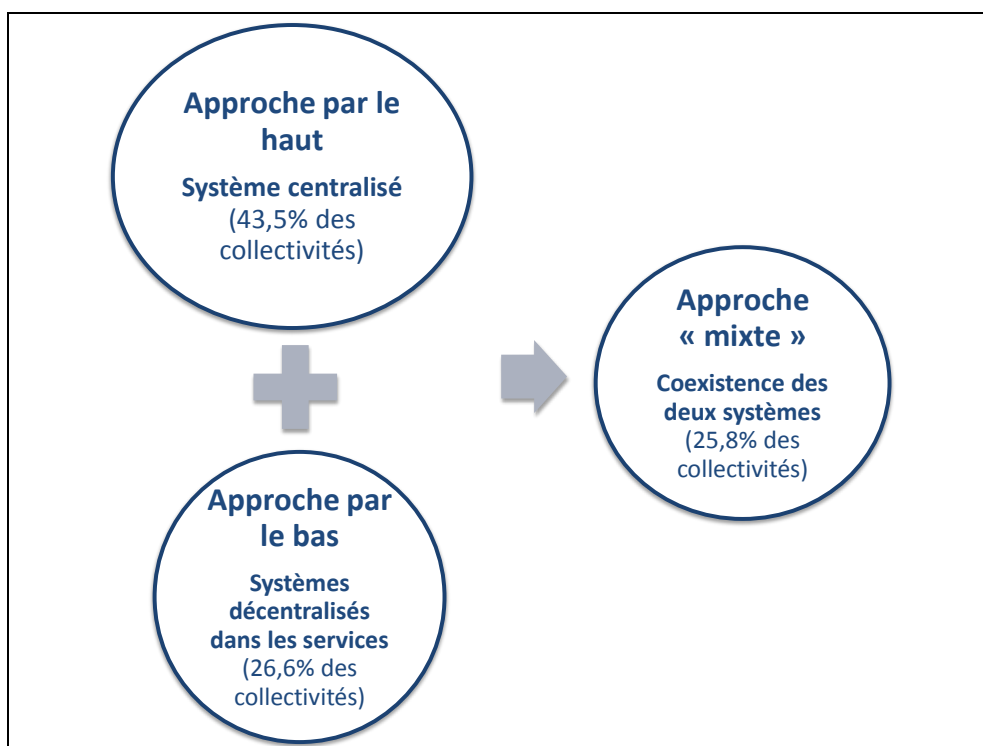 Approche par le
haut
Système centralisé
(43,5% des
collectivités)
Approche par
le bas
Systèmes
décentralisés
dans les services
(26,6% des
collectivités)
Approche
« mixte »
Coexistence des
deux systèmes
(25,8% des
collectivités)